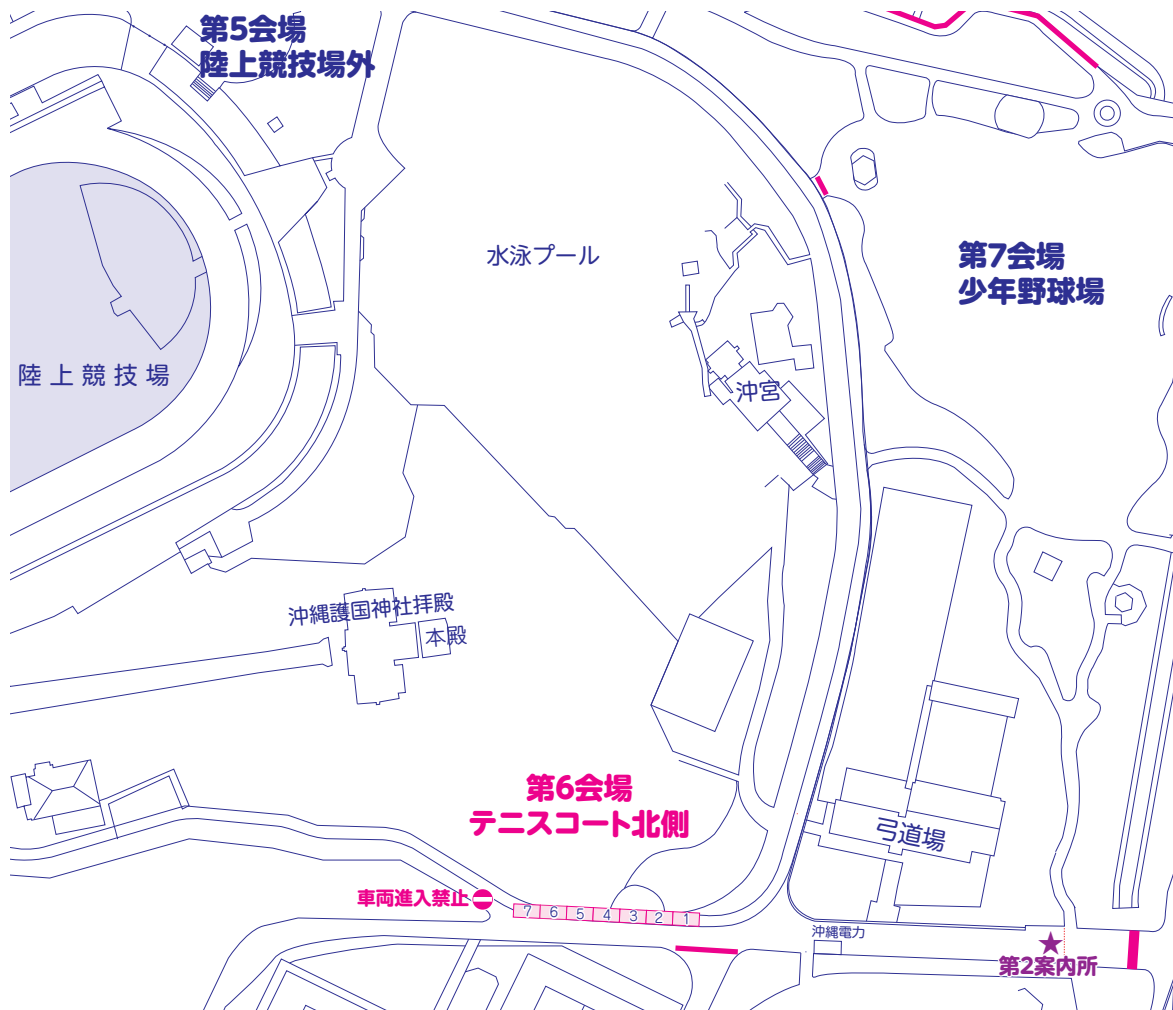 第5会場
陸上競技場外
水泳プール
第7会場
少年野球場
陸上競技場
沖宮
沖縄護国神社拝殿
本殿
第6会場
テニスコート北側
弓道場
車両進入禁止
7 6 5 4 3 2 1
沖縄電力
★
第2案内所